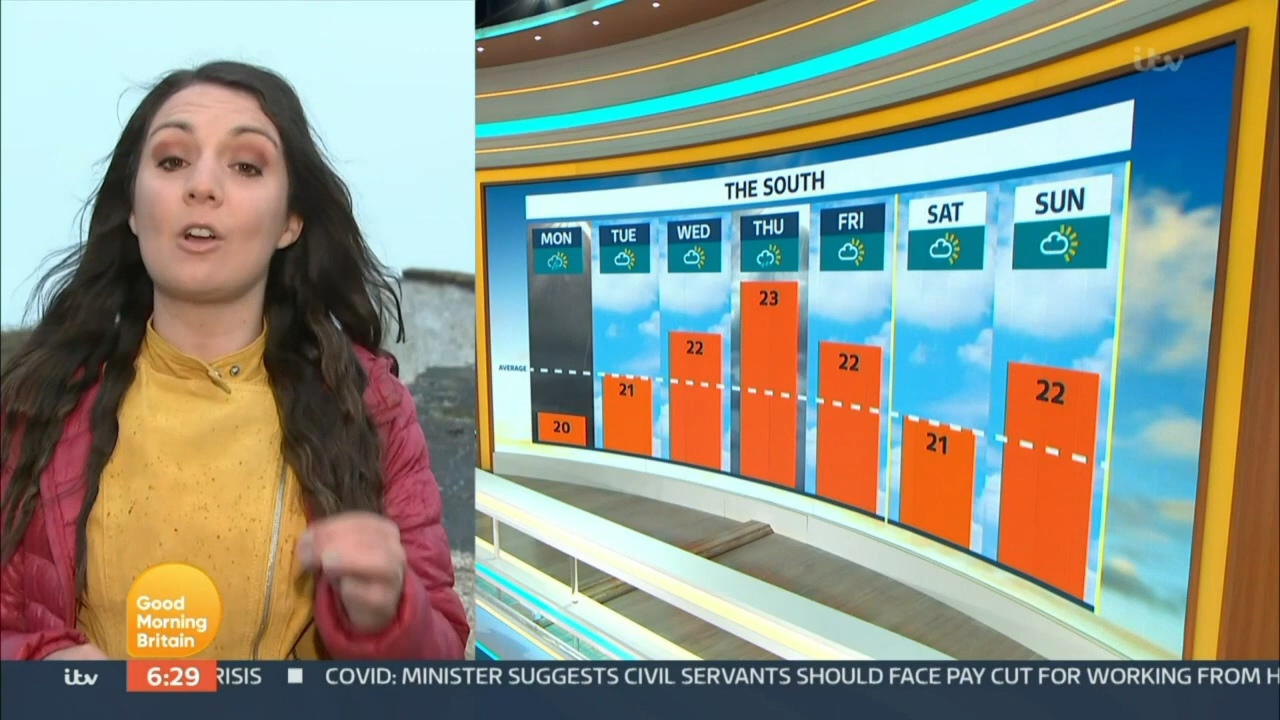 itv
THE SOUTH
MON TUE WED THU FRI SAT SUN
AVERAGE
20 21 22 23 22 21 22
Good
Morning
Britain
itv 6:29 RISIS ■ COVID: MINISTER SUGGESTS CIVIL SERVANTS SHOULD FACE PAY CUT FOR WORKING FROM H